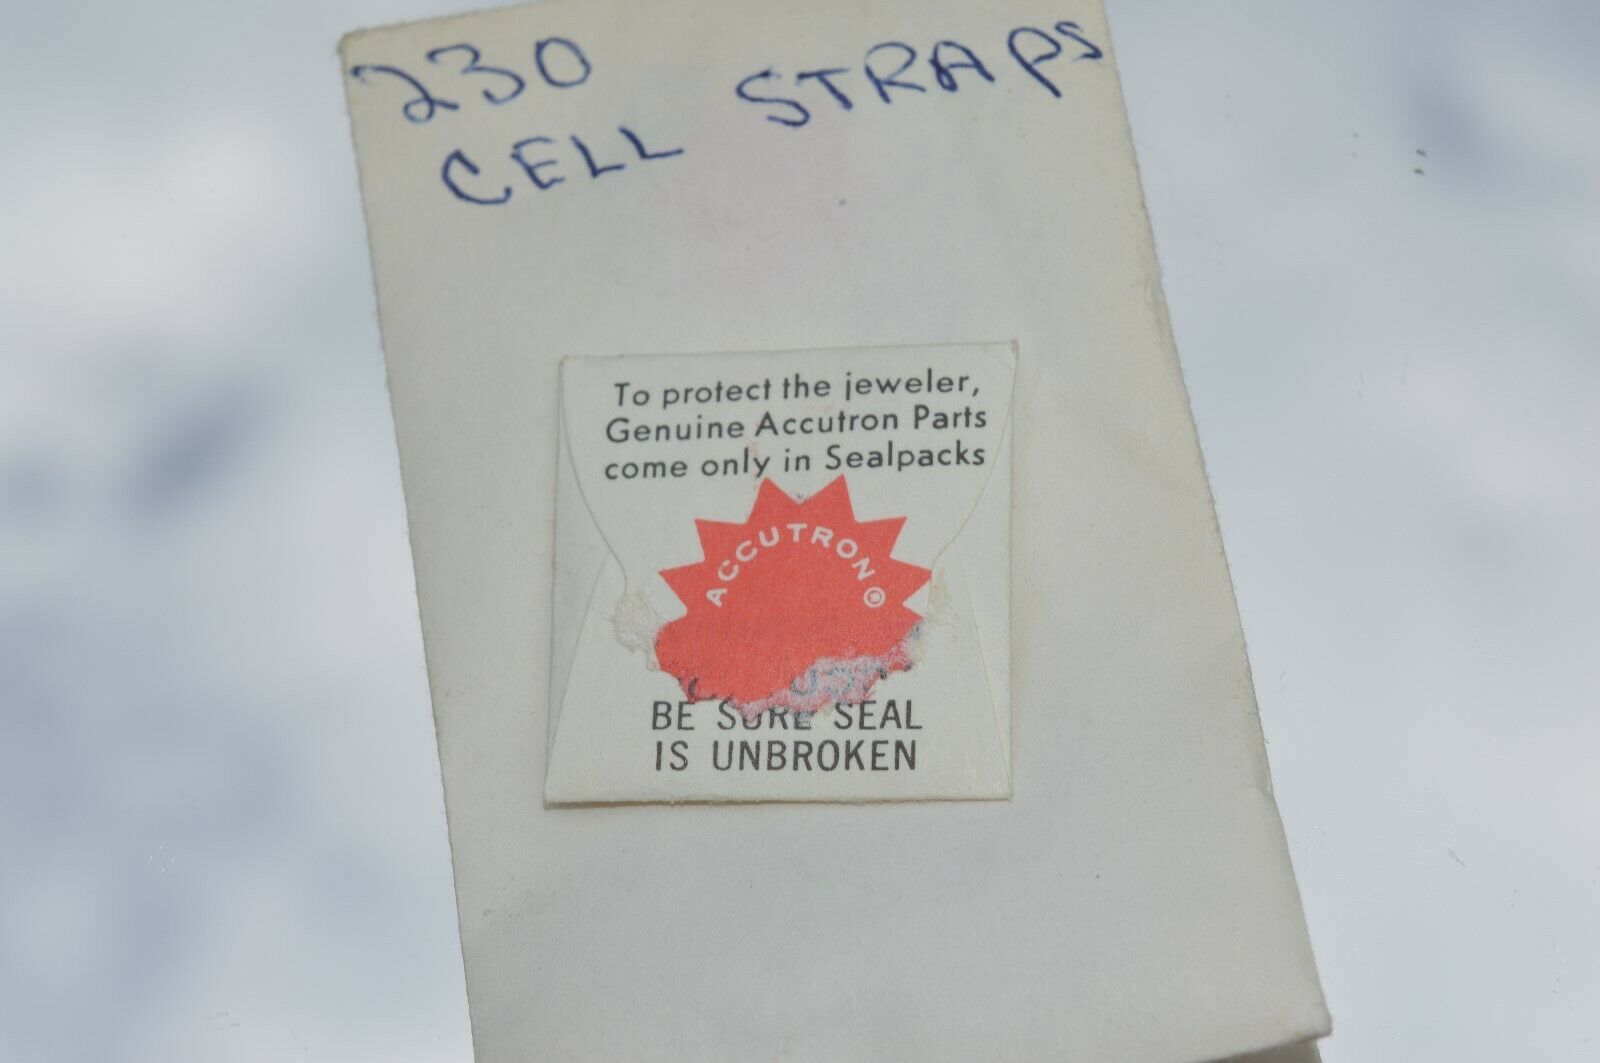 230
CELL STRAPS
To protect the jeweler,
Genuine Accutron Parts
come only in Sealpacks
ACCUTRON®
BE SURE SEAL
IS UNBROKEN